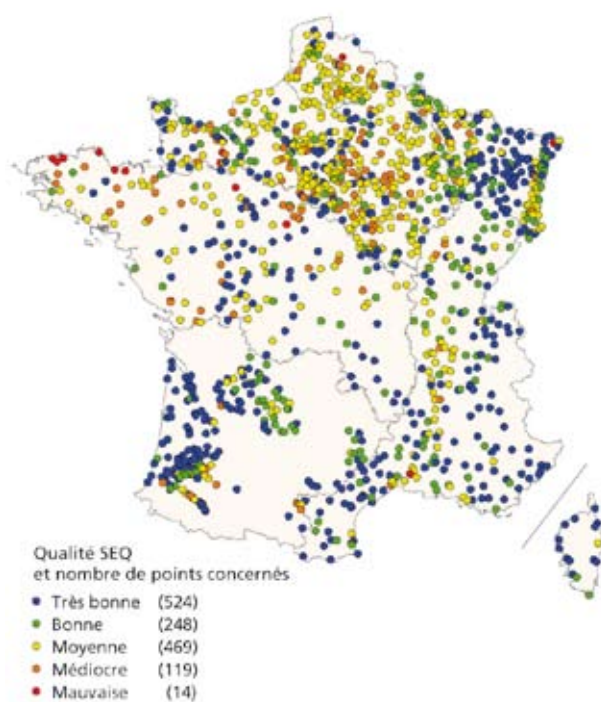 Qualité SEQ
et nombre de points concernés
Très bonne (524)
Bonne (248)
Moyenne (469)
Médiocre (119)
Mauvaise (14)